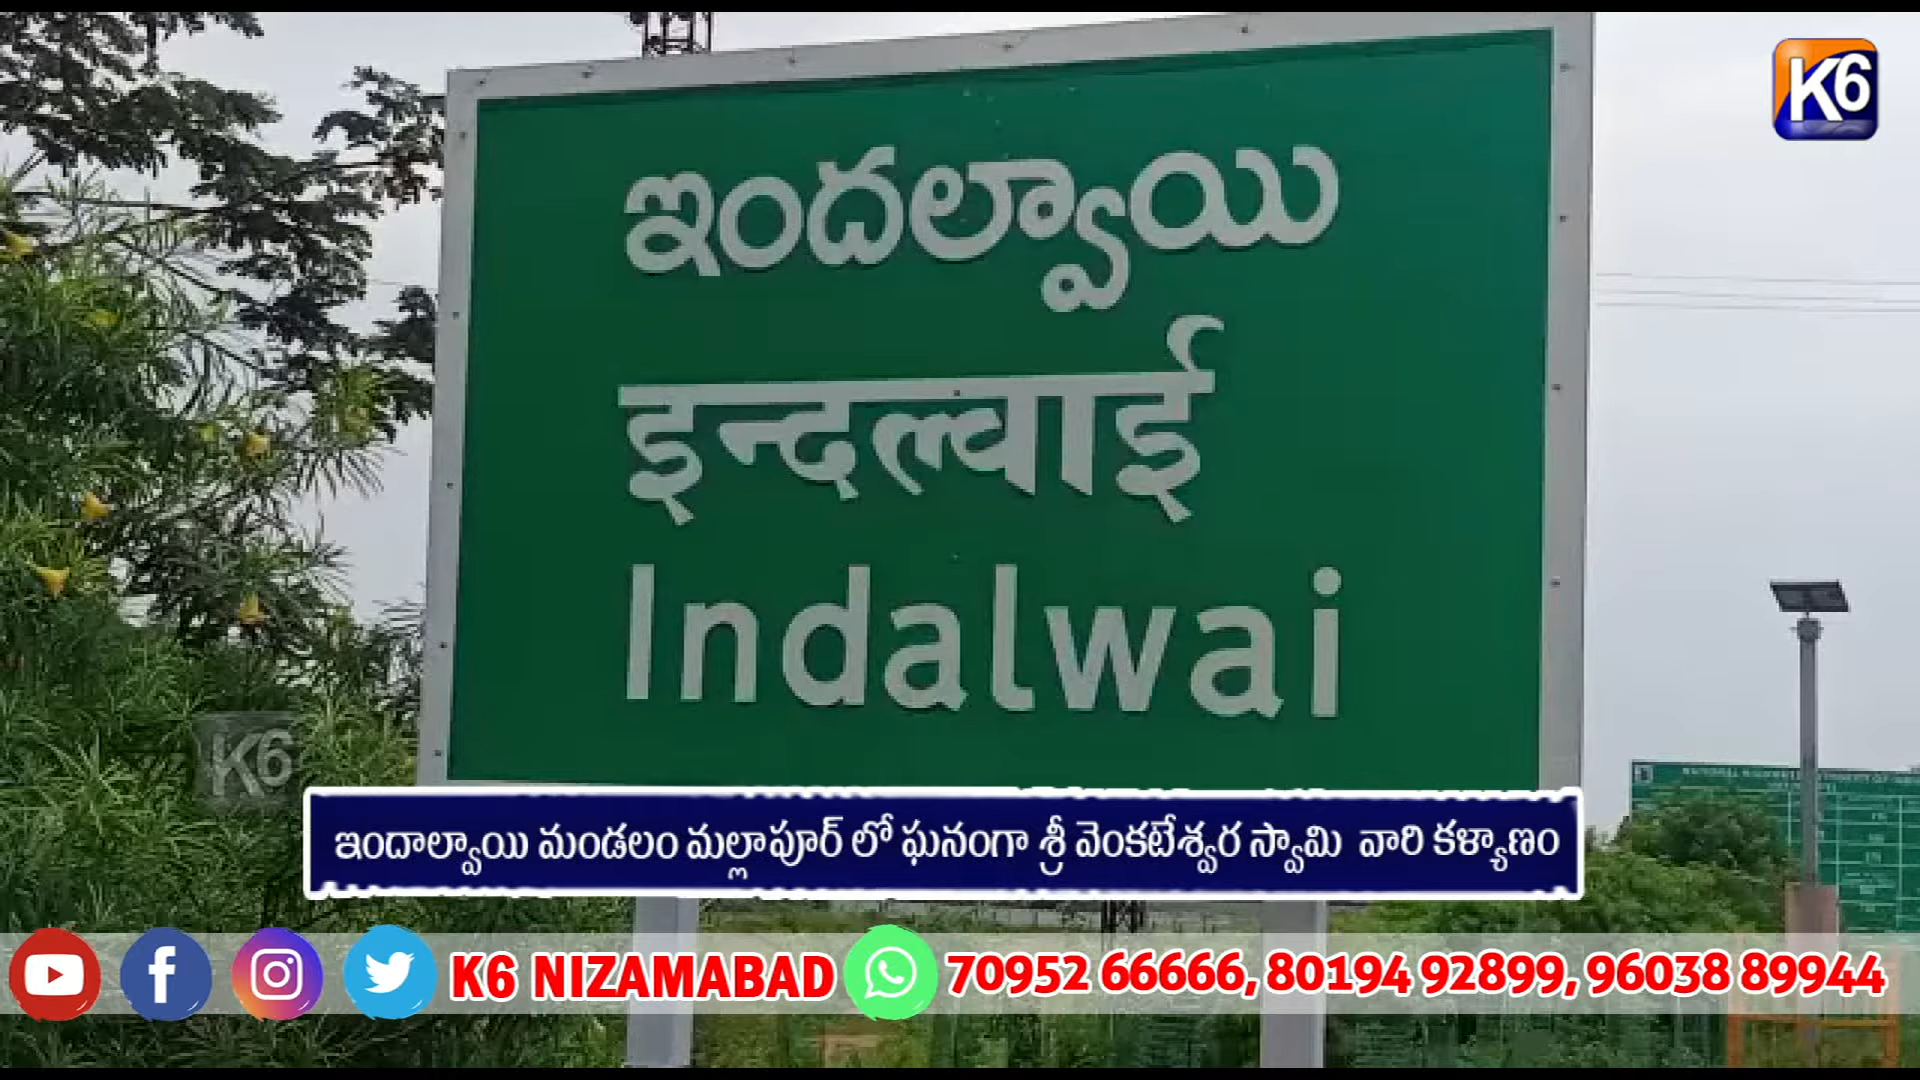 K6
ఇందల్వాయి
इन्दल्वाई
Indalwai
K6
ఇందాల్వాయి మండలం మల్లాపూర్ లో ఘనంగా శ్రీ వెంకటేశ్వర స్వామి వారి కళ్యాణం
K6 NIZAMABAD 70952 66666, 80194 92899, 96038 89944